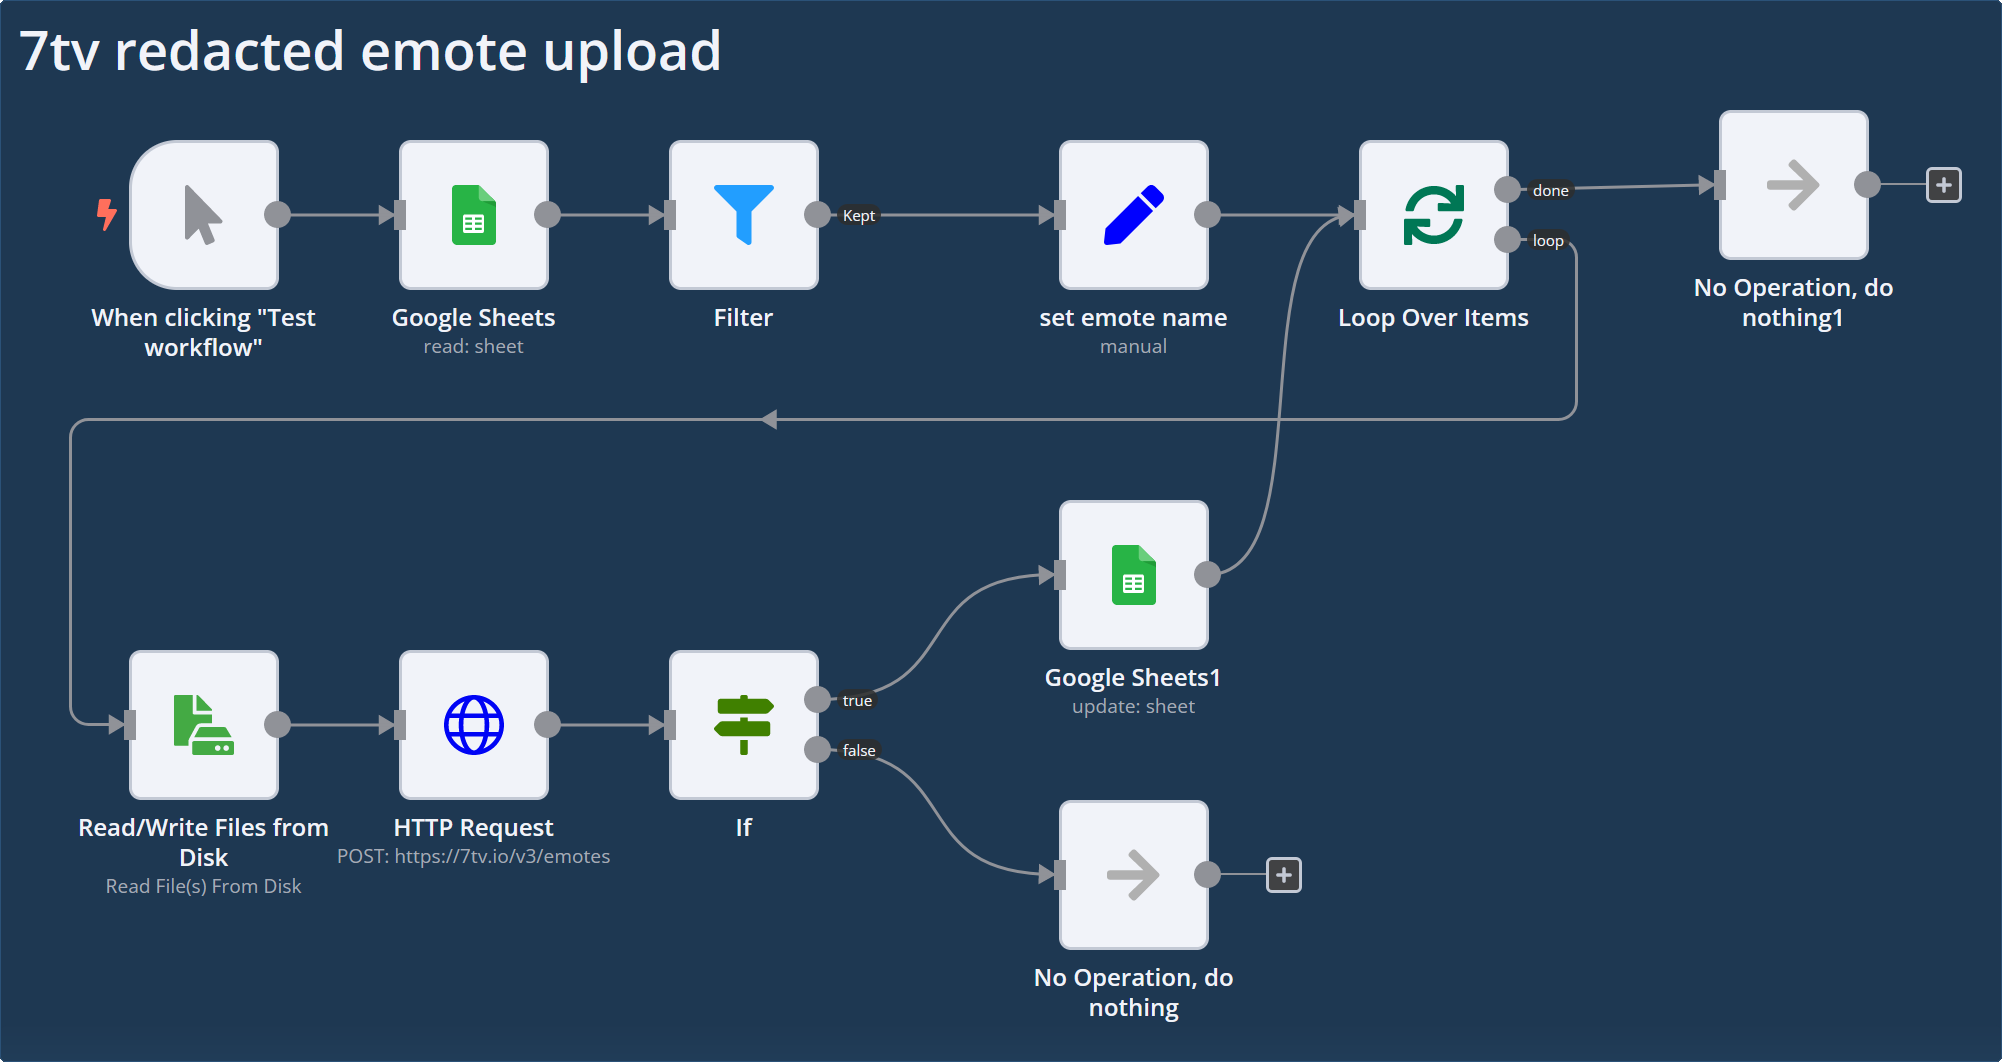 7tv redacted emote upload
When clicking "Test
workflow"
Google Sheets
read: sheet
Filter
Kept
set emote name
manual
Loop Over Items
done
loop
No Operation, do
nothing1
Read/Write Files from
Disk
Read File(s) From Disk
HTTP Request
POST: https://7tv.io/v3/emotes
If
true
false
Google Sheets1
update: sheet
No Operation, do
nothing